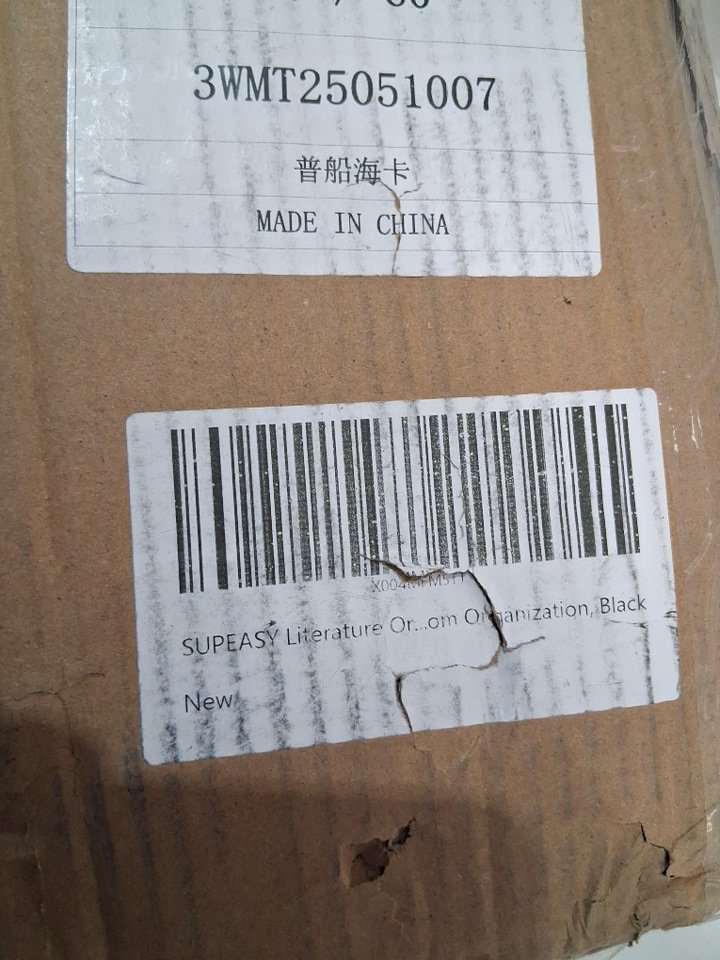 3WMT25051007
普船海卡
MADE IN CHINA
SUPEASY Literature Or...om Organization, Black
New